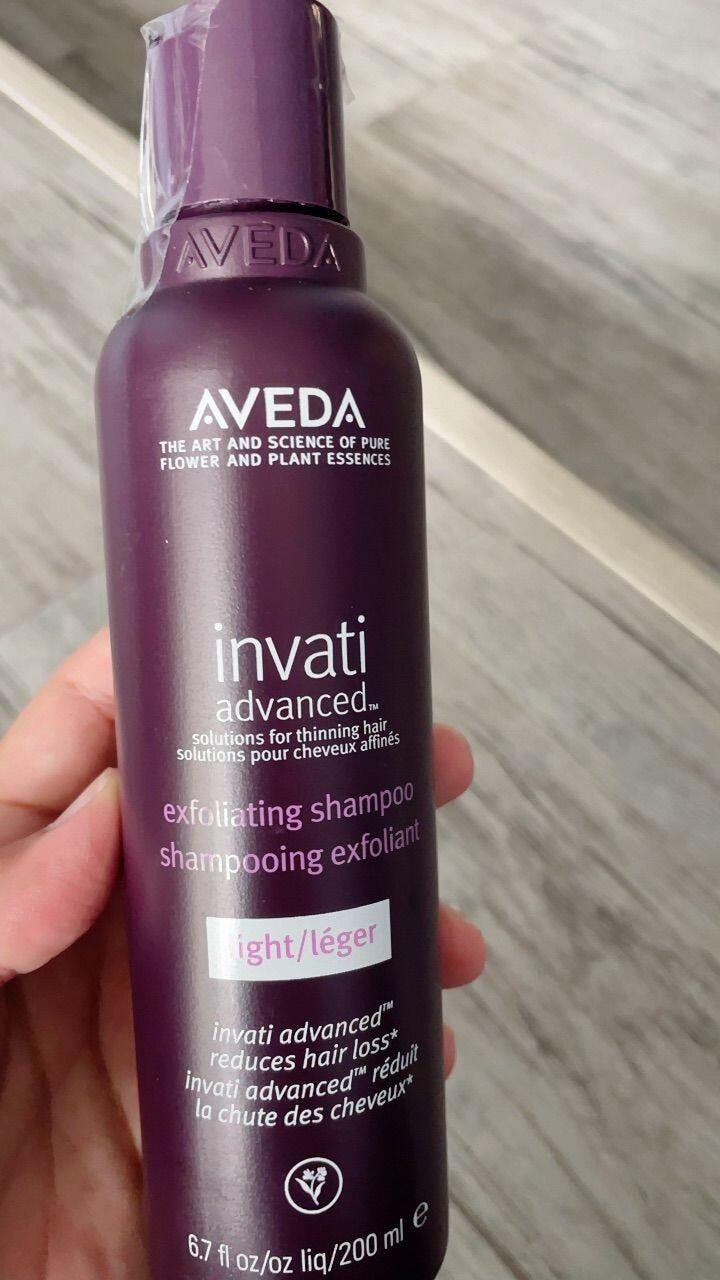 AVEDA
AVEDA
THE ART AND SCIENCE OF PURE
FLOWER AND PLANT ESSENCES
invati
advanced™
solutions for thinning hair
solutions pour cheveux affinés
exfoliating shampoo
shampooing exfoliant
light/léger
invati advanced™
reduces hair loss*
invati advanced™ réduit
la chute des cheveux*
6.7 fl oz/oz liq/200 ml ℮